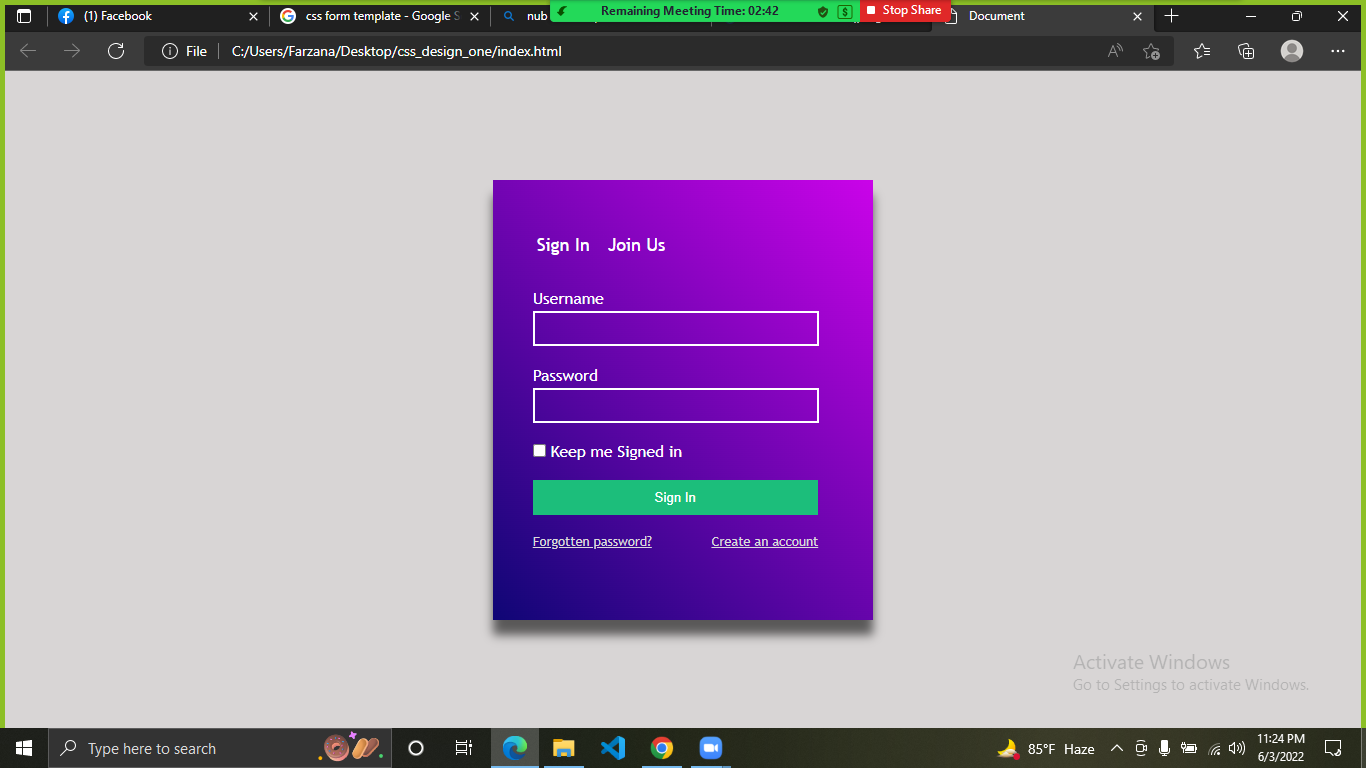 (1) Facebook
css form template - Google S
nub
Remaining Meeting Time: 02:42
Stop Share
Document
File
C:/Users/Farzana/Desktop/css_design_one/index.html
Sign In Join Us
Username
Password
Keep me Signed in
Sign In
Forgotten password? Create an account
Activate Windows
Go to Settings to activate Windows.
Type here to search
85°F Haze
11:24 PM
6/3/2022